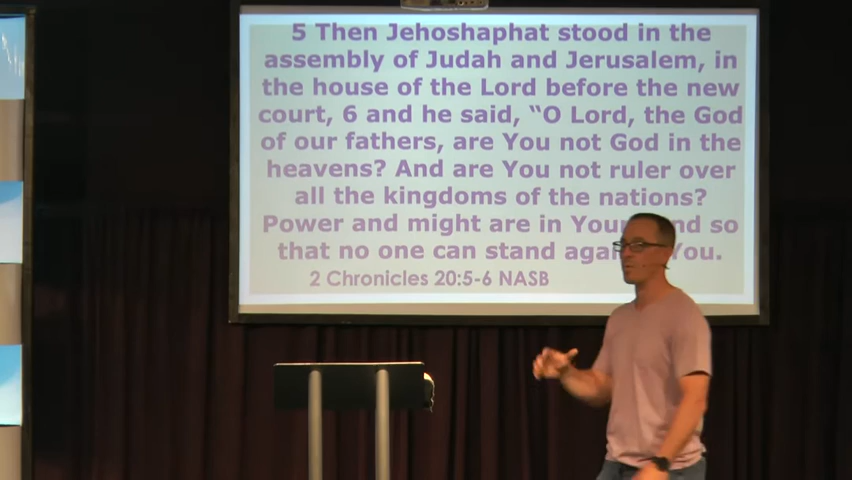 5 Then Jehoshaphat stood in the
assembly of Judah and Jerusalem, in
the house of the Lord before the new
court, 6 and he said, “O Lord, the God
of our fathers, are You not God in the
heavens? And are You not ruler over
all the kingdoms of the nations?
Power and might are in so
that no one can stand You.
2 Chronicles 20:5-6 NASB